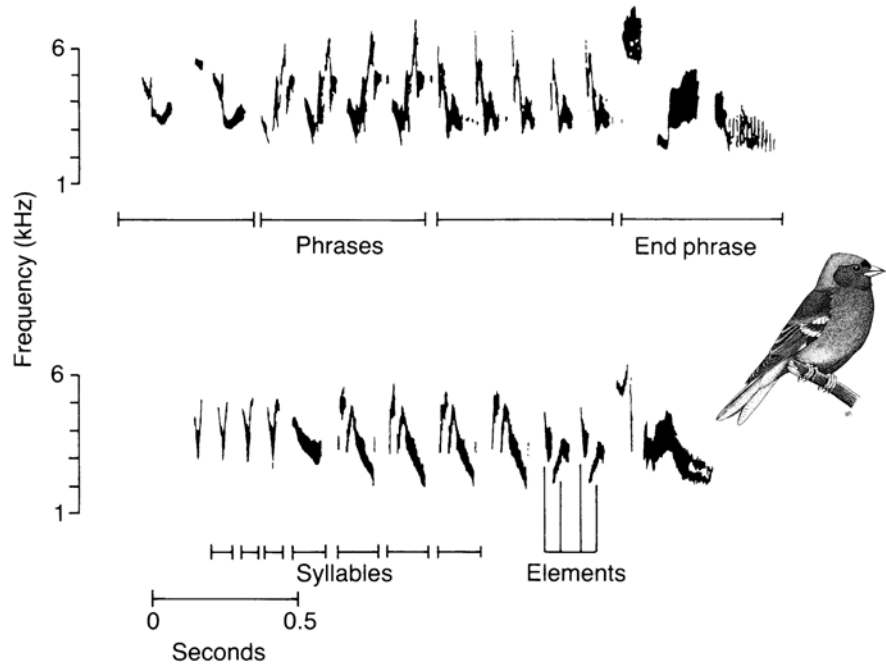 6
1
Phrases
End phrase
Frequency (kHz)
6
1
Syllables
Elements
0
0.5
Seconds